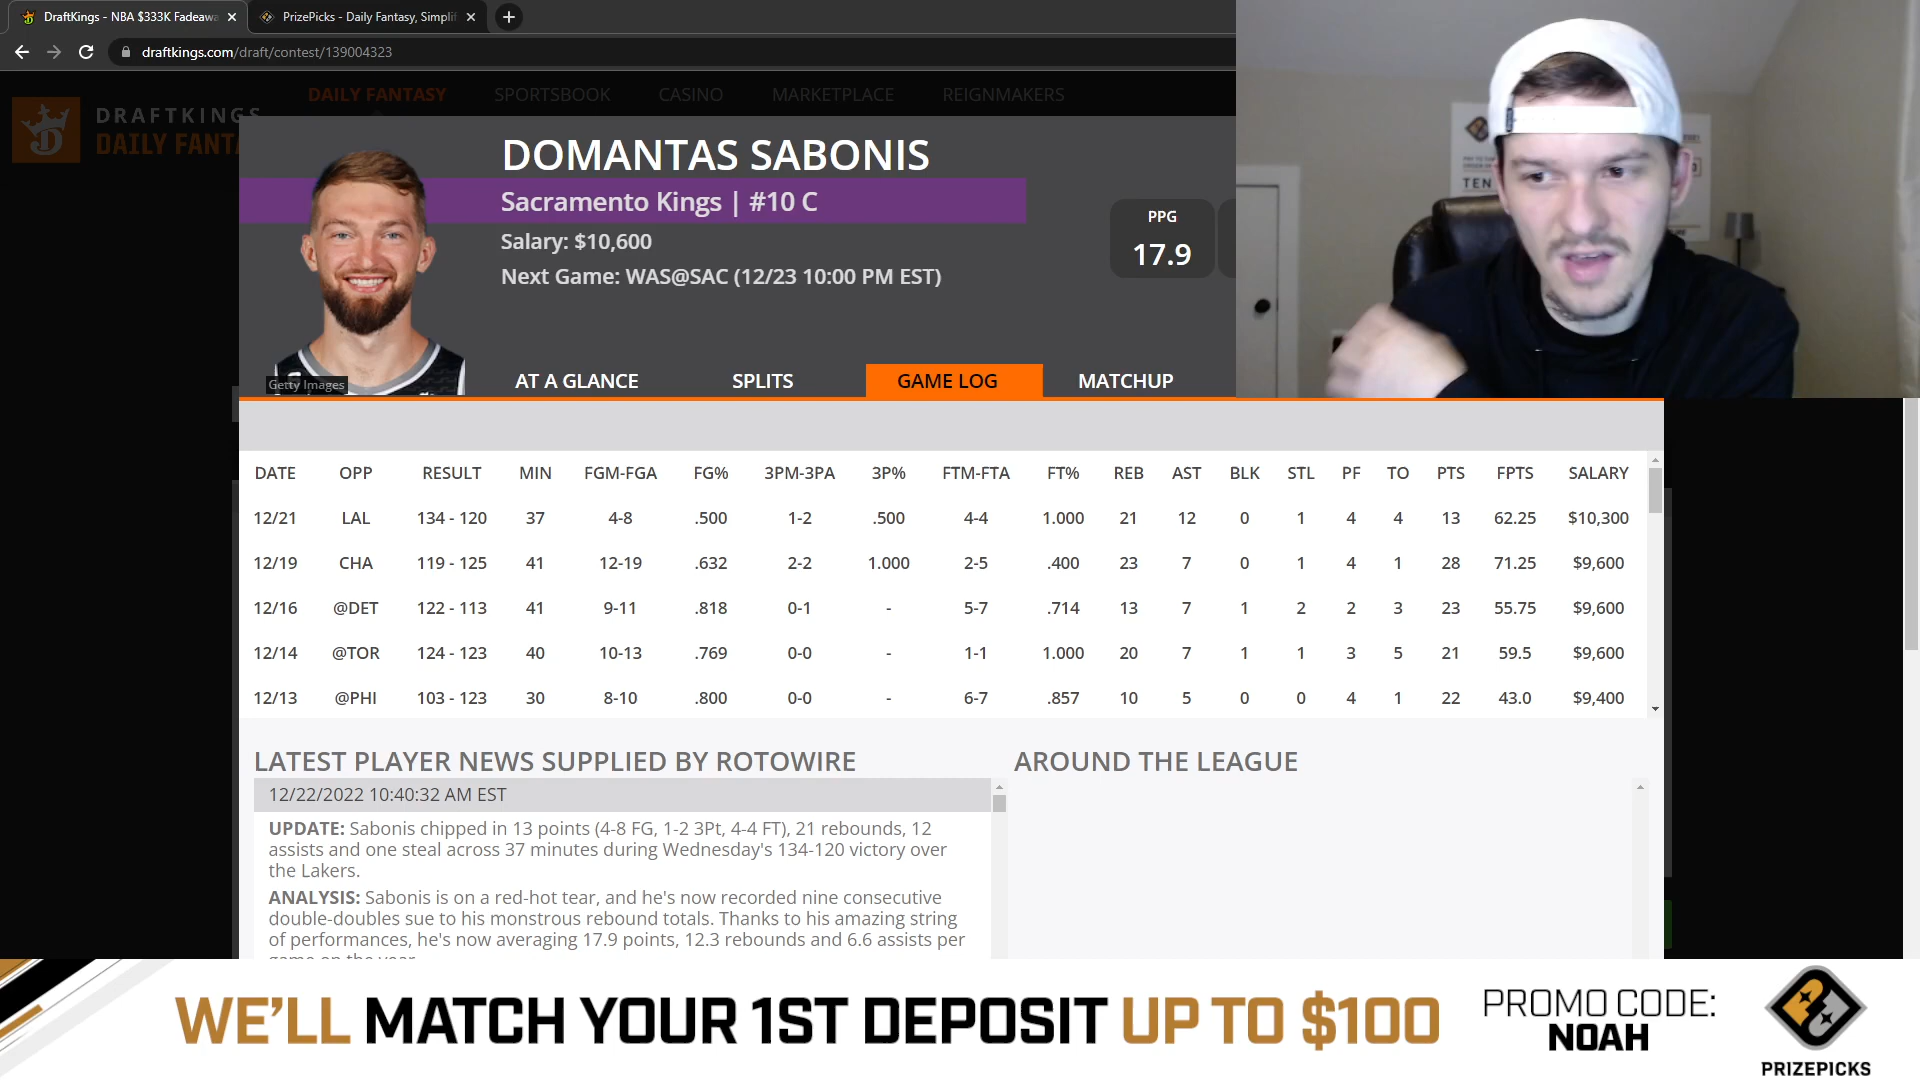 DraftKings - NBA $333K Fadeawa
PrizePicks - Daily Fantasy, Simplif
draftkings.com/draft/contest/139004323
DRAFTKINGS
DAILY FANTA
DAILY FANTASY SPORTSBOOK CASINO MARKETPLACE REIGNMAKERS
DOMANTAS SABONIS
Sacramento Kings | #10 C
Salary: $10,600
Next Game: WAS@SAC (12/23 10:00 PM EST)
PPG
17.9
TEN
Getty Images
AT A GLANCE SPLITS GAME LOG MATCHUP
DATE OPP RESULT MIN FGM-FGA FG% 3PM-3PA 3P% FTM-FTA FT% REB AST BLK STL PF TO PTS FPTS SALARY
12/21 LAL 134 - 120 37 4-8 .500 1-2 .500 4-4 1.000 21 12 0 1 4 4 13 62.25 $10,300
12/19 CHA 119 - 125 41 12-19 .632 2-2 1.000 2-5 .400 23 7 0 1 4 1 28 71.25 $9,600
12/16 @DET 122 - 113 41 9-11 .818 0-1 - 5-7 .714 13 7 1 2 2 3 23 55.75 $9,600
12/14 @TOR 124 - 123 40 10-13 .769 0-0 - 1-1 1.000 20 7 1 1 3 5 21 59.5 $9,600
12/13 @PHI 103 - 123 30 8-10 .800 0-0 - 6-7 .857 10 5 0 0 4 1 22 43.0 $9,400
LATEST PLAYER NEWS SUPPLIED BY ROTOWIRE
AROUND THE LEAGUE
12/22/2022 10:40:32 AM EST
UPDATE: Sabonis chipped in 13 points (4-8 FG, 1-2 3Pt, 4-4 FT), 21 rebounds, 12
assists and one steal across 37 minutes during Wednesday's 134-120 victory over
the Lakers.
ANALYSIS: Sabonis is on a red-hot tear, and he's now recorded nine consecutive
double-doubles sue to his monstrous rebound totals. Thanks to his amazing string
of performances, he's now averaging 17.9 points, 12.3 rebounds and 6.6 assists per
game on the year.
WE'LL MATCH YOUR 1ST DEPOSIT UP TO $100
PROMO CODE:
NOAH
PRIZEPICKS